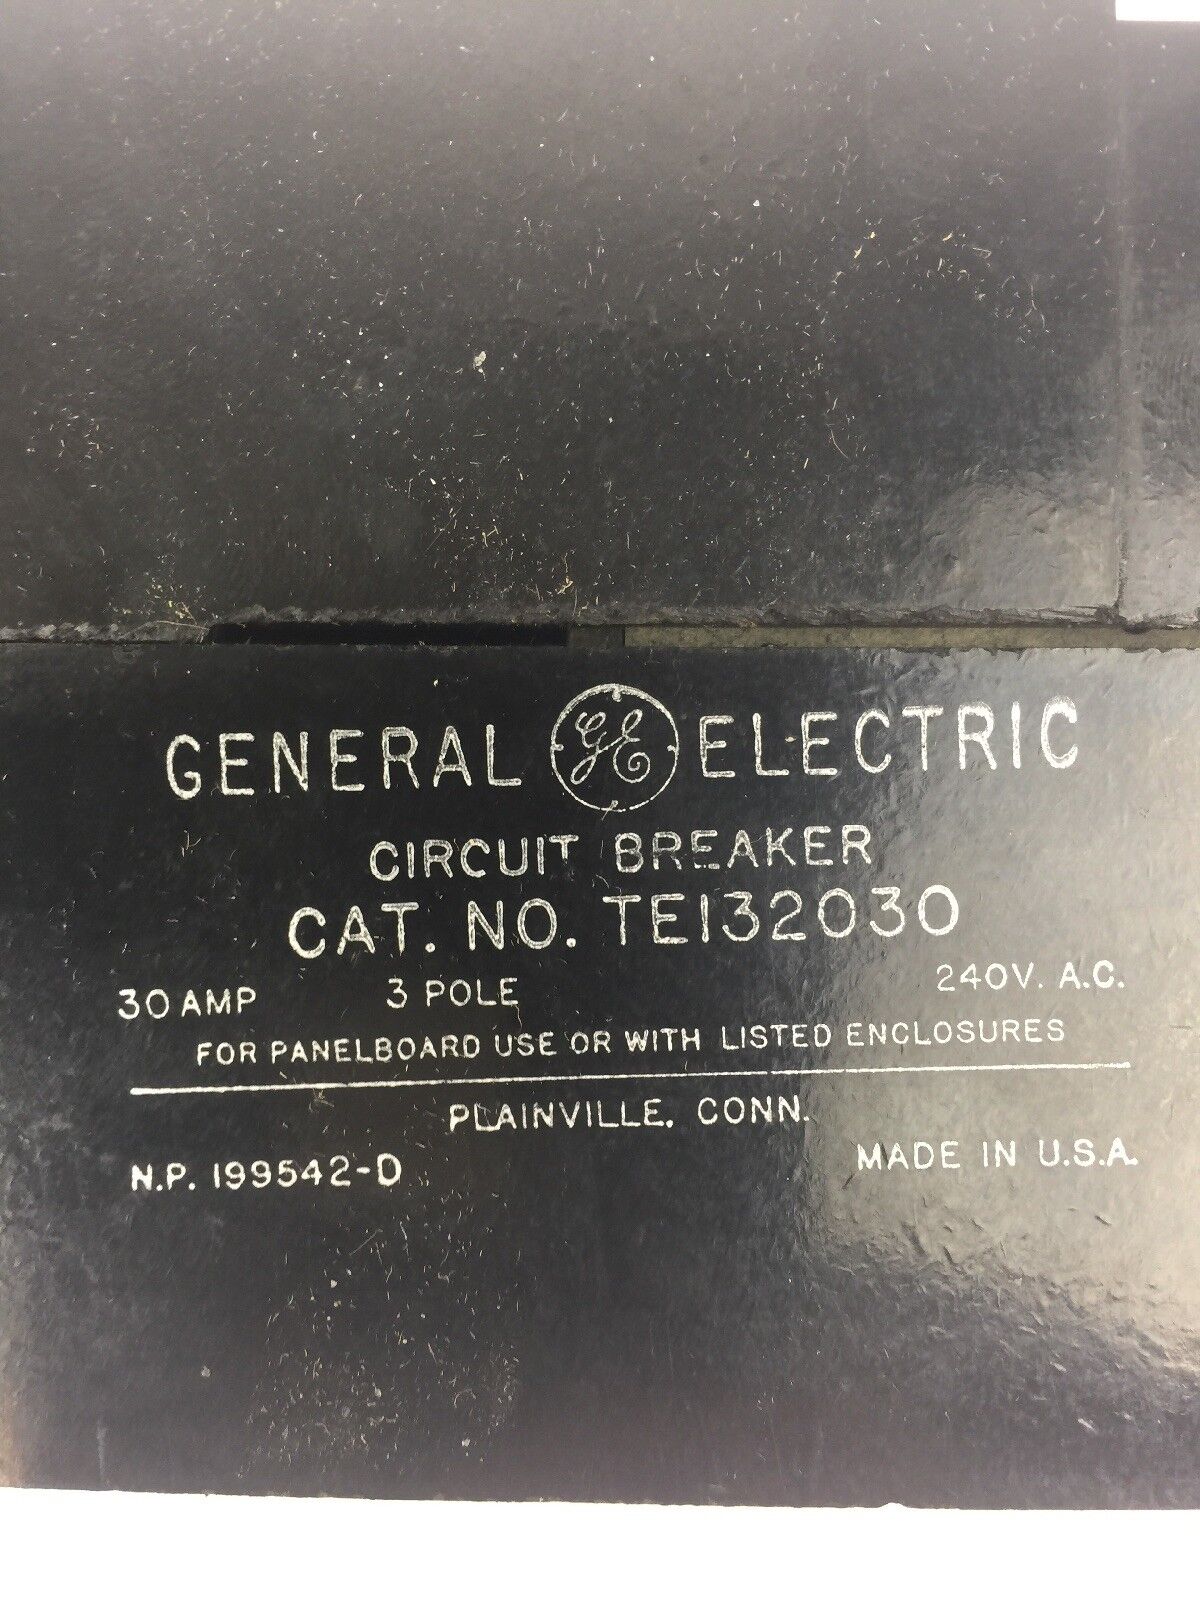 GENERAL GE ELECTRIC
CIRCUIT BREAKER
CAT. NO. TE132030
30 AMP 3 POLE 240V. A.C.
FOR PANELBOARD USE OR WITH LISTED ENCLOSURES
PLAINVILLE, CONN.
N.P. 199542-D MADE IN U.S.A.